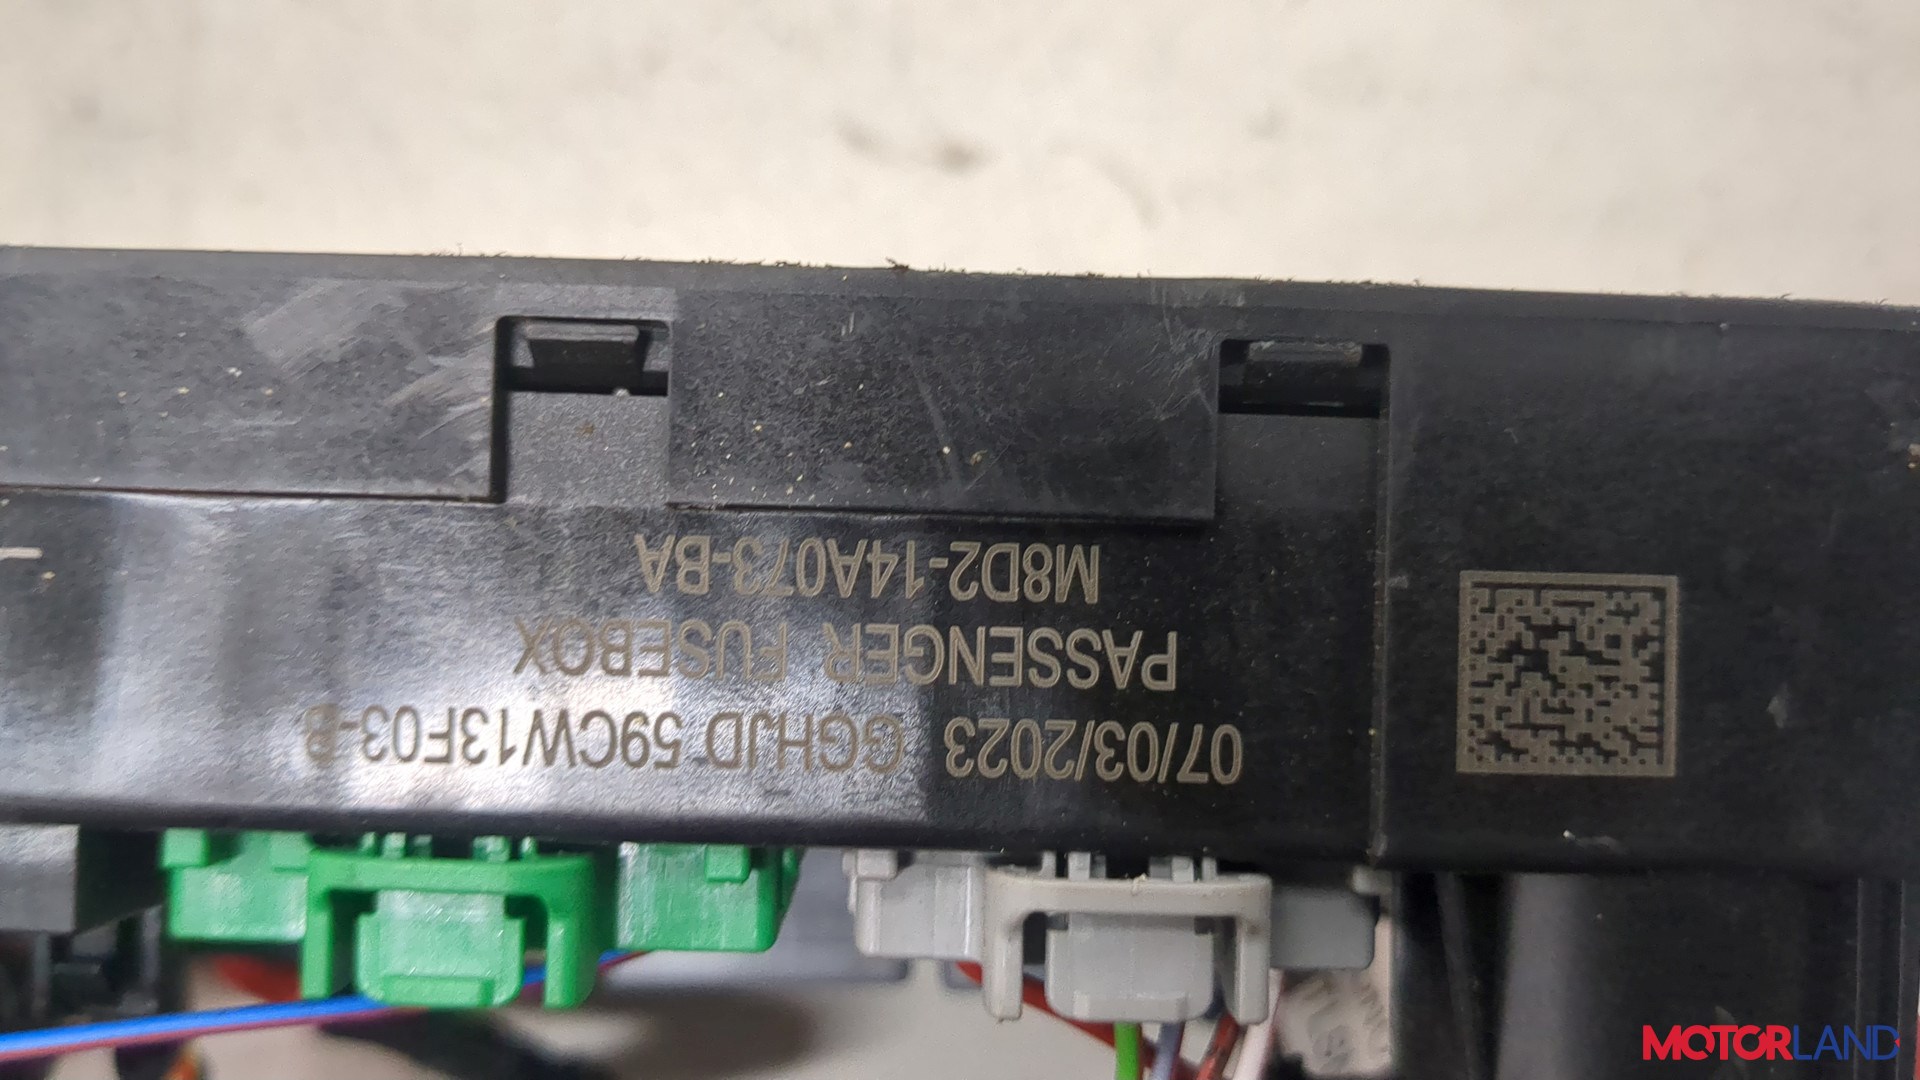 07/03/2023 GGHJD 59CW13F03-B
PASSENGER FUSEBOX
M8D2-14A073-BA
MOTORLAND